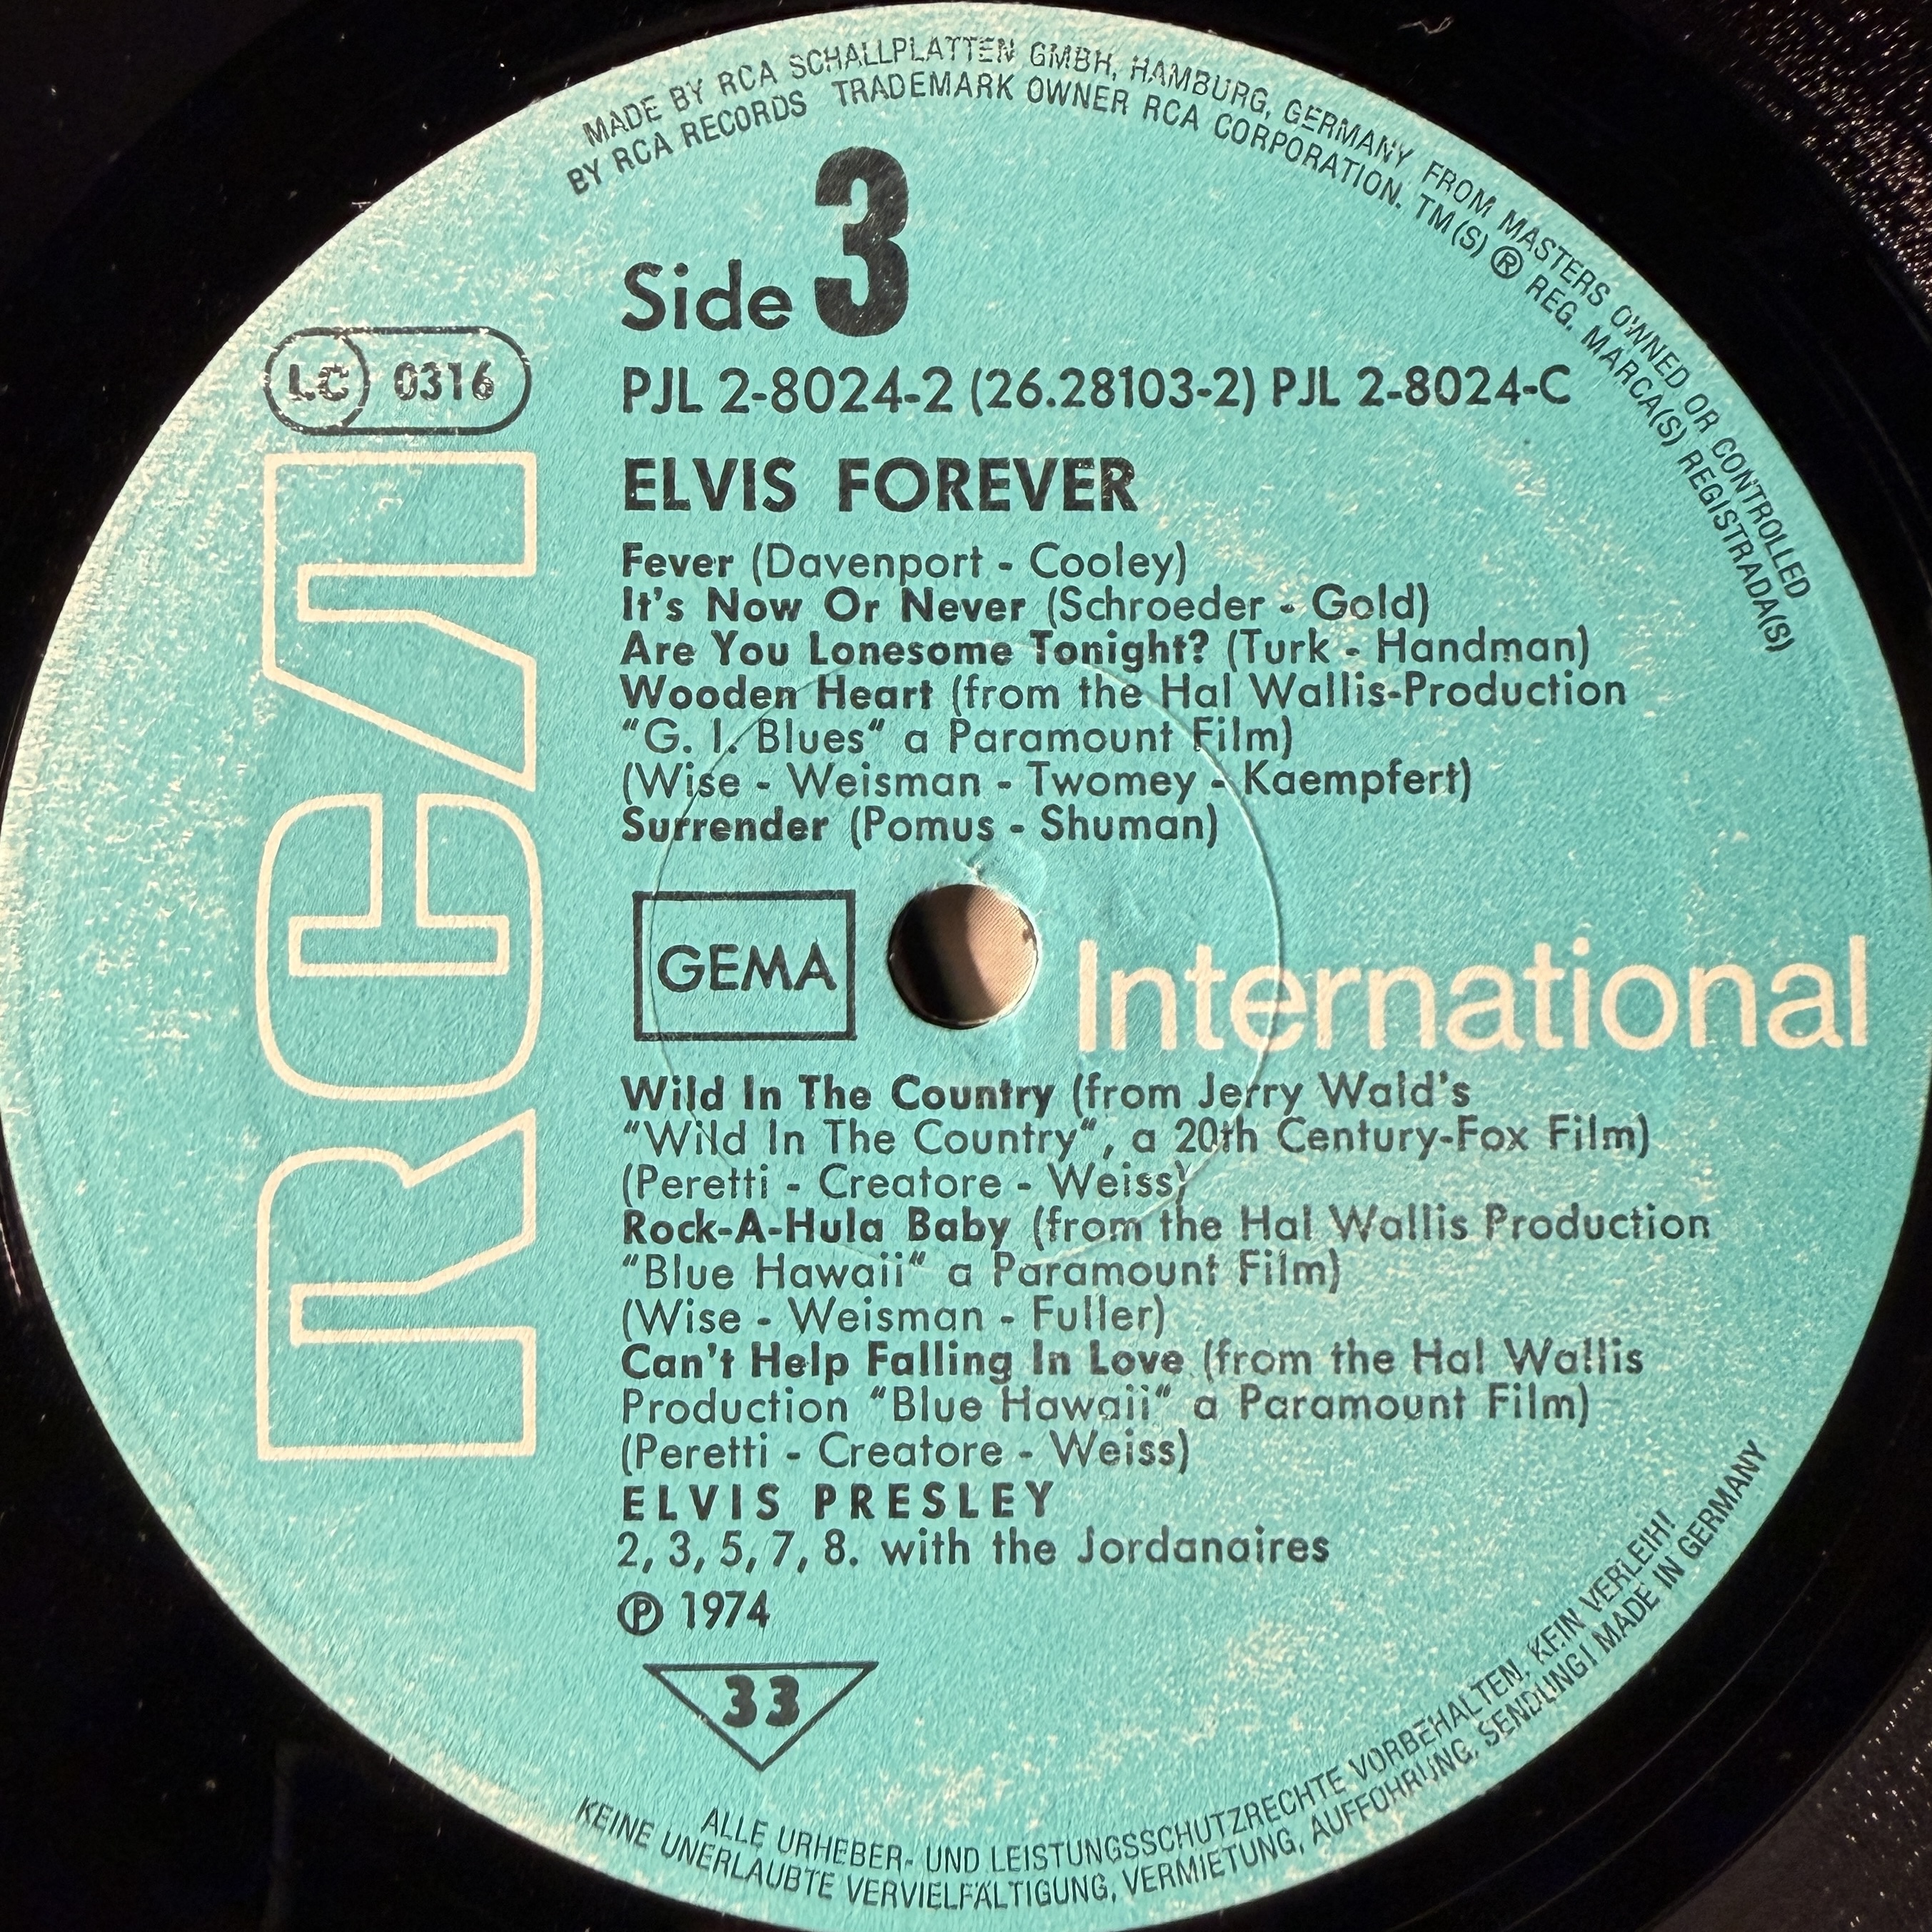 MADE BY RCA SCHALLPLATTEN GMBH, HAMBURG, GERMANY FROM MASTERS OWNED OR CONTROLLED
BY RCA RECORDS TRADEMARK OWNER RCA CORPORATION. TM(S) ® REG. MARCA(S) REGISTRADA(S)
Side 3
LC 0316
PJL 2-8024-2 (26.28103-2) PJL 2-8024-C
ELVIS FOREVER
Fever (Davenport - Cooley)
It's Now Or Never (Schroeder - Gold)
Are You Lonesome Tonight? (Turk - Handman)
Wooden Heart (from the Hal Wallis-Production
“G. I. Blues“ a Paramount Film)
(Wise - Weisman - Twomey - Kaempfert)
Surrender (Pomus - Shuman)
RCA
GEMA
International
Wild In The Country (from Jerry Wald's
“Wild In The Country“, a 20th Century-Fox Film)
(Peretti - Creatore - Weiss)
Rock-A-Hula Baby (from the Hal Wallis Production
“Blue Hawaii“ a Paramount Film)
(Wise - Weisman - Fuller)
Can't Help Falling In Love (from the Hal Wallis
Production “Blue Hawaii“ a Paramount Film)
(Peretti - Creatore - Weiss)
ELVIS PRESLEY
2, 3, 5, 7, 8. with the Jordanaires
℗ 1974
33
ALLE URHEBER- UND LEISTUNGSSCHUTZRECHTE VORBEHALTEN. KEIN VERLEIH!
KEINE UNERLAUBTE VERVIELFÄLTIGUNG, VERMIETUNG, AUFFÜHRUNG, SENDUNG! MADE IN GERMANY